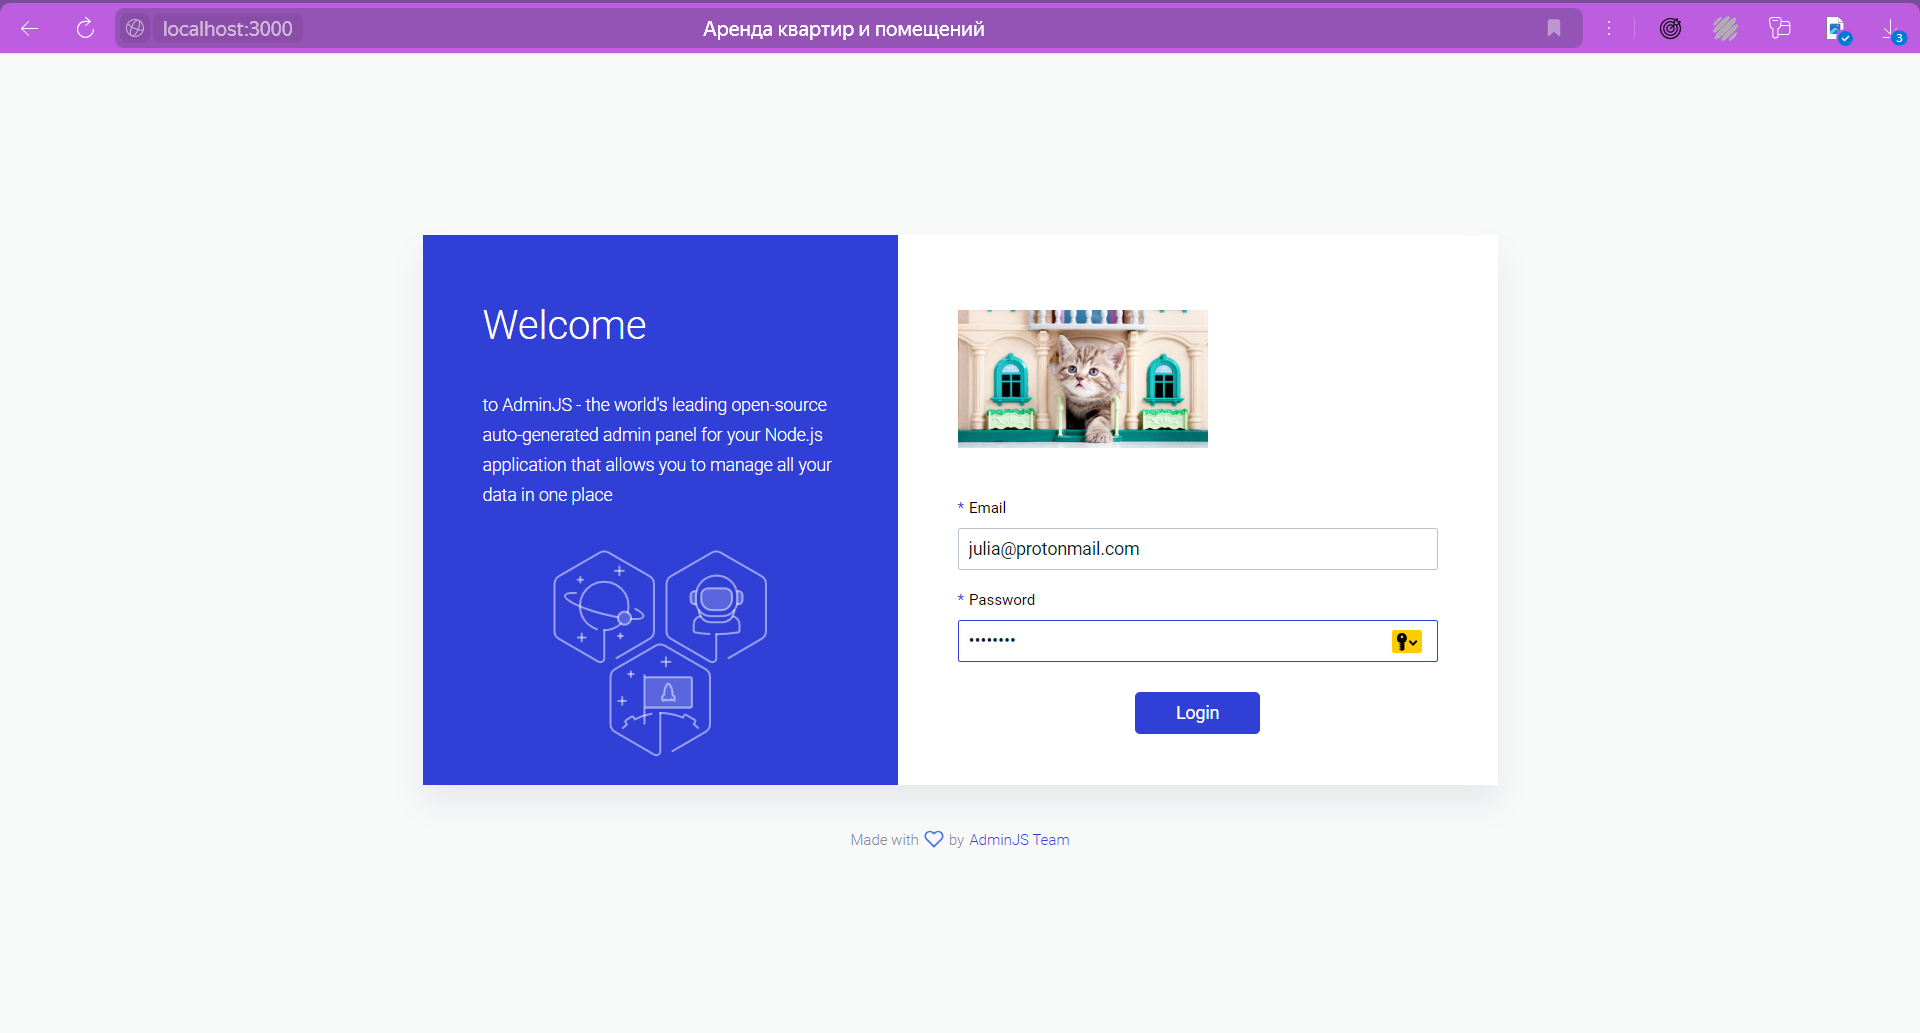 localhost:3000
Аренда квартир и помещений
3
Welcome
to AdminJS - the world's leading open-source
auto-generated admin panel for your Node.js
application that allows you to manage all your
data in one place
* Email
julia@protonmail.com
* Password
••••••••
Login
Made with by AdminJS Team